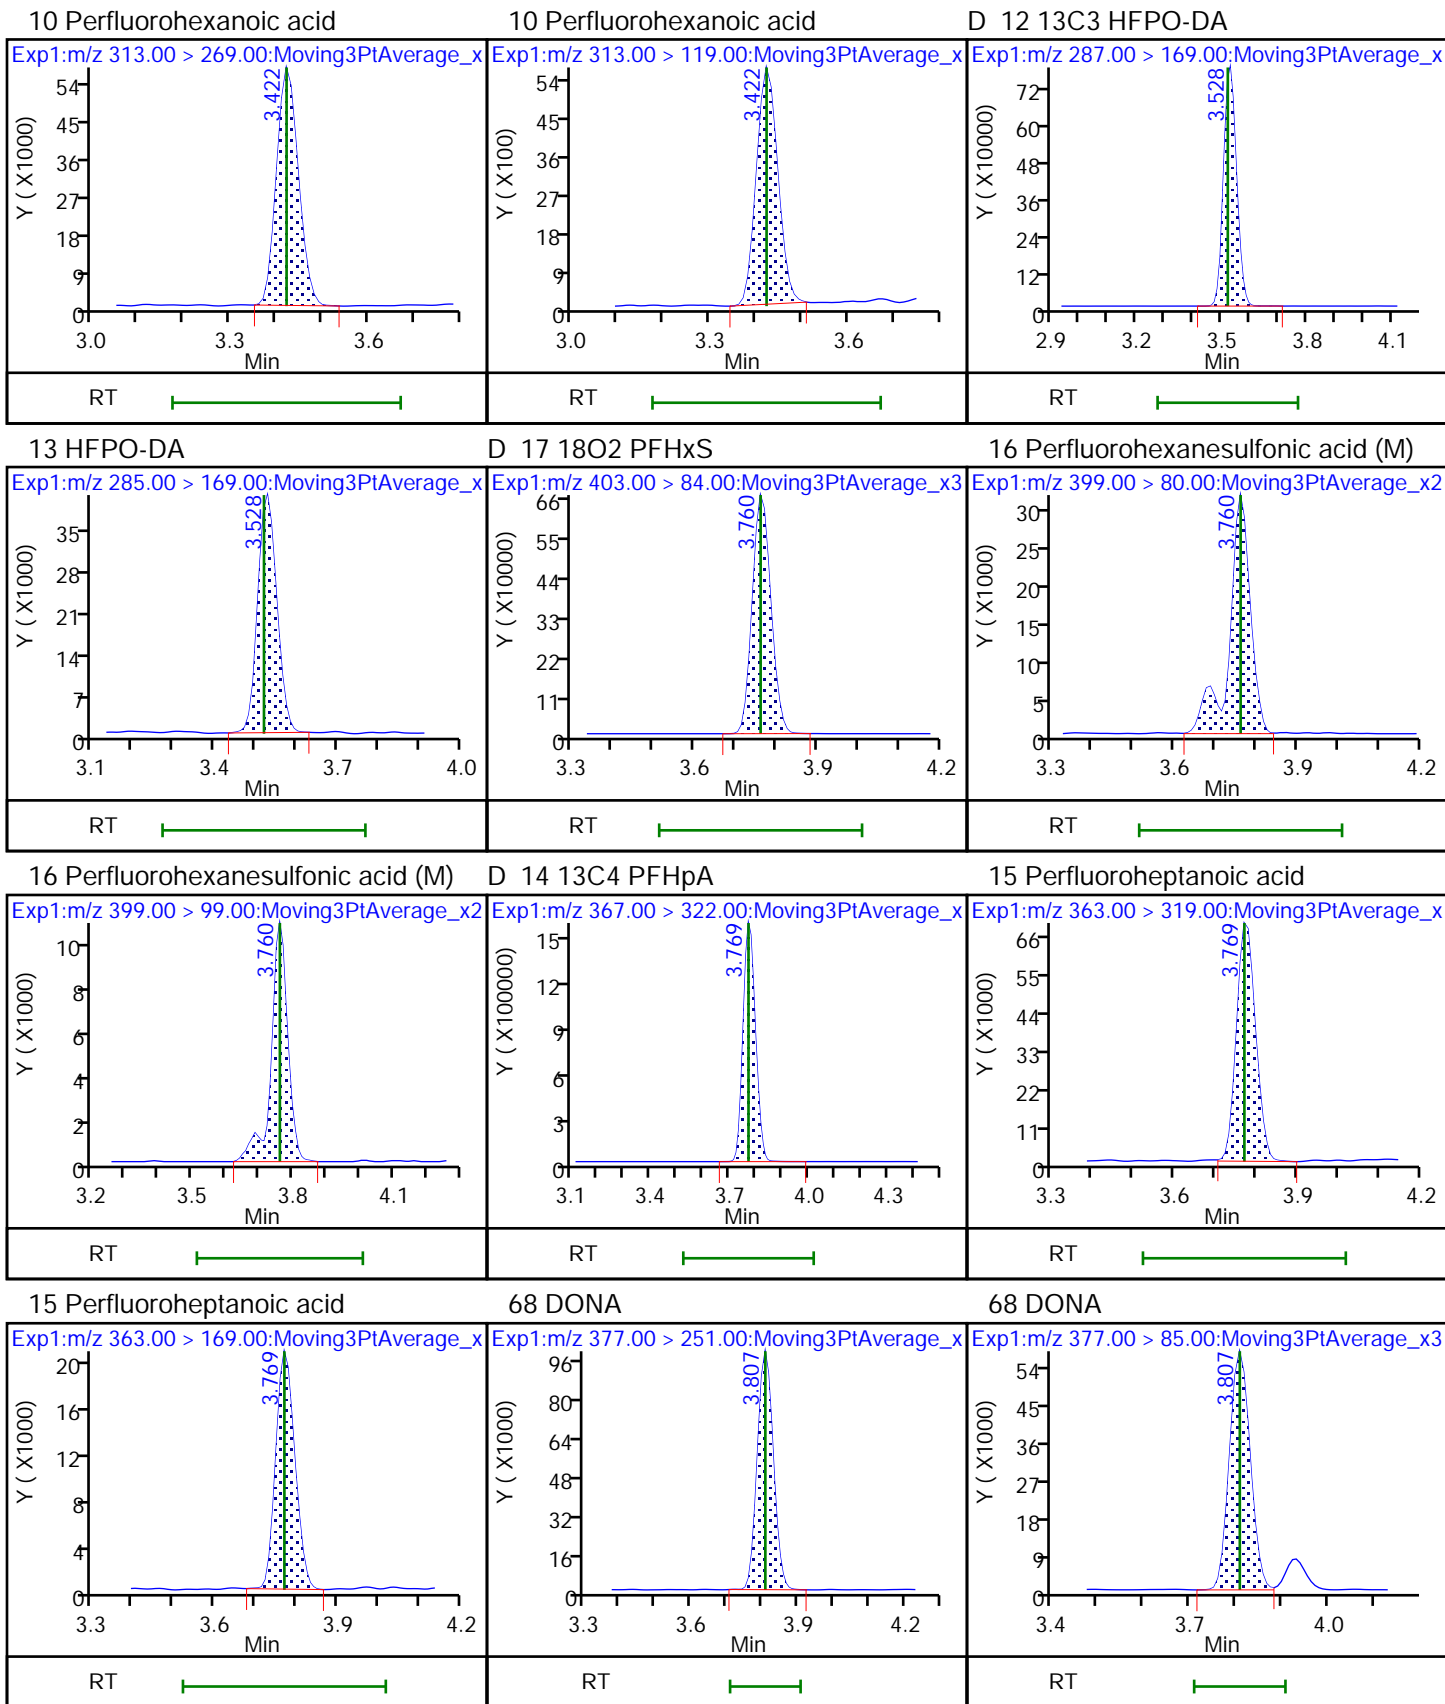 10 Perfluorohexanoic acid
Exp1:m/z 313.00 > 269.00:Moving3PtAverage_x
Y ( X1000)
54
45
36
27
18
9
0
3.422
3.0 3.3 3.6
Min
RT
10 Perfluorohexanoic acid
Exp1:m/z 313.00 > 119.00:Moving3PtAverage_x
Y ( X100)
54
45
36
27
18
9
0
3.422
3.0 3.3 3.6
Min
RT
D 12 13C3 HFPO-DA
Exp1:m/z 287.00 > 169.00:Moving3PtAverage_x
Y ( X10000)
72
60
48
36
24
12
0
3.528
2.9 3.2 3.5 3.8 4.1
Min
RT
13 HFPO-DA
Exp1:m/z 285.00 > 169.00:Moving3PtAverage_x
Y ( X1000)
35
28
21
14
7
0
3.528
3.1 3.4 3.7 4.0
Min
RT
D 17 18O2 PFHxS
Exp1:m/z 403.00 > 84.00:Moving3PtAverage_x3
Y ( X10000)
66
55
44
33
22
11
0
3.760
3.3 3.6 3.9 4.2
Min
RT
16 Perfluorohexanesulfonic acid (M)
Exp1:m/z 399.00 > 80.00:Moving3PtAverage_x2
Y ( X1000)
30
25
20
15
10
5
0
3.760
3.3 3.6 3.9 4.2
Min
RT
16 Perfluorohexanesulfonic acid (M)
Exp1:m/z 399.00 > 99.00:Moving3PtAverage_x2
Y ( X1000)
10
8
6
4
2
0
3.760
3.2 3.5 3.8 4.1
Min
RT
D 14 13C4 PFHpA
Exp1:m/z 367.00 > 322.00:Moving3PtAverage_x
Y ( X100000)
15
12
9
6
3
0
3.769
3.1 3.4 3.7 4.0 4.3
Min
RT
15 Perfluoroheptanoic acid
Exp1:m/z 363.00 > 319.00:Moving3PtAverage_x
Y ( X1000)
66
55
44
33
22
11
0
3.769
3.3 3.6 3.9 4.2
Min
RT
15 Perfluoroheptanoic acid
Exp1:m/z 363.00 > 169.00:Moving3PtAverage_x
Y ( X1000)
20
16
12
8
4
0
3.769
3.3 3.6 3.9 4.2
Min
RT
68 DONA
Exp1:m/z 377.00 > 251.00:Moving3PtAverage_x
Y ( X1000)
96
80
64
48
32
16
0
3.807
3.3 3.6 3.9 4.2
Min
RT
68 DONA
Exp1:m/z 377.00 > 85.00:Moving3PtAverage_x3
Y ( X1000)
54
45
36
27
18
9
0
3.807
3.4 3.7 4.0
Min
RT